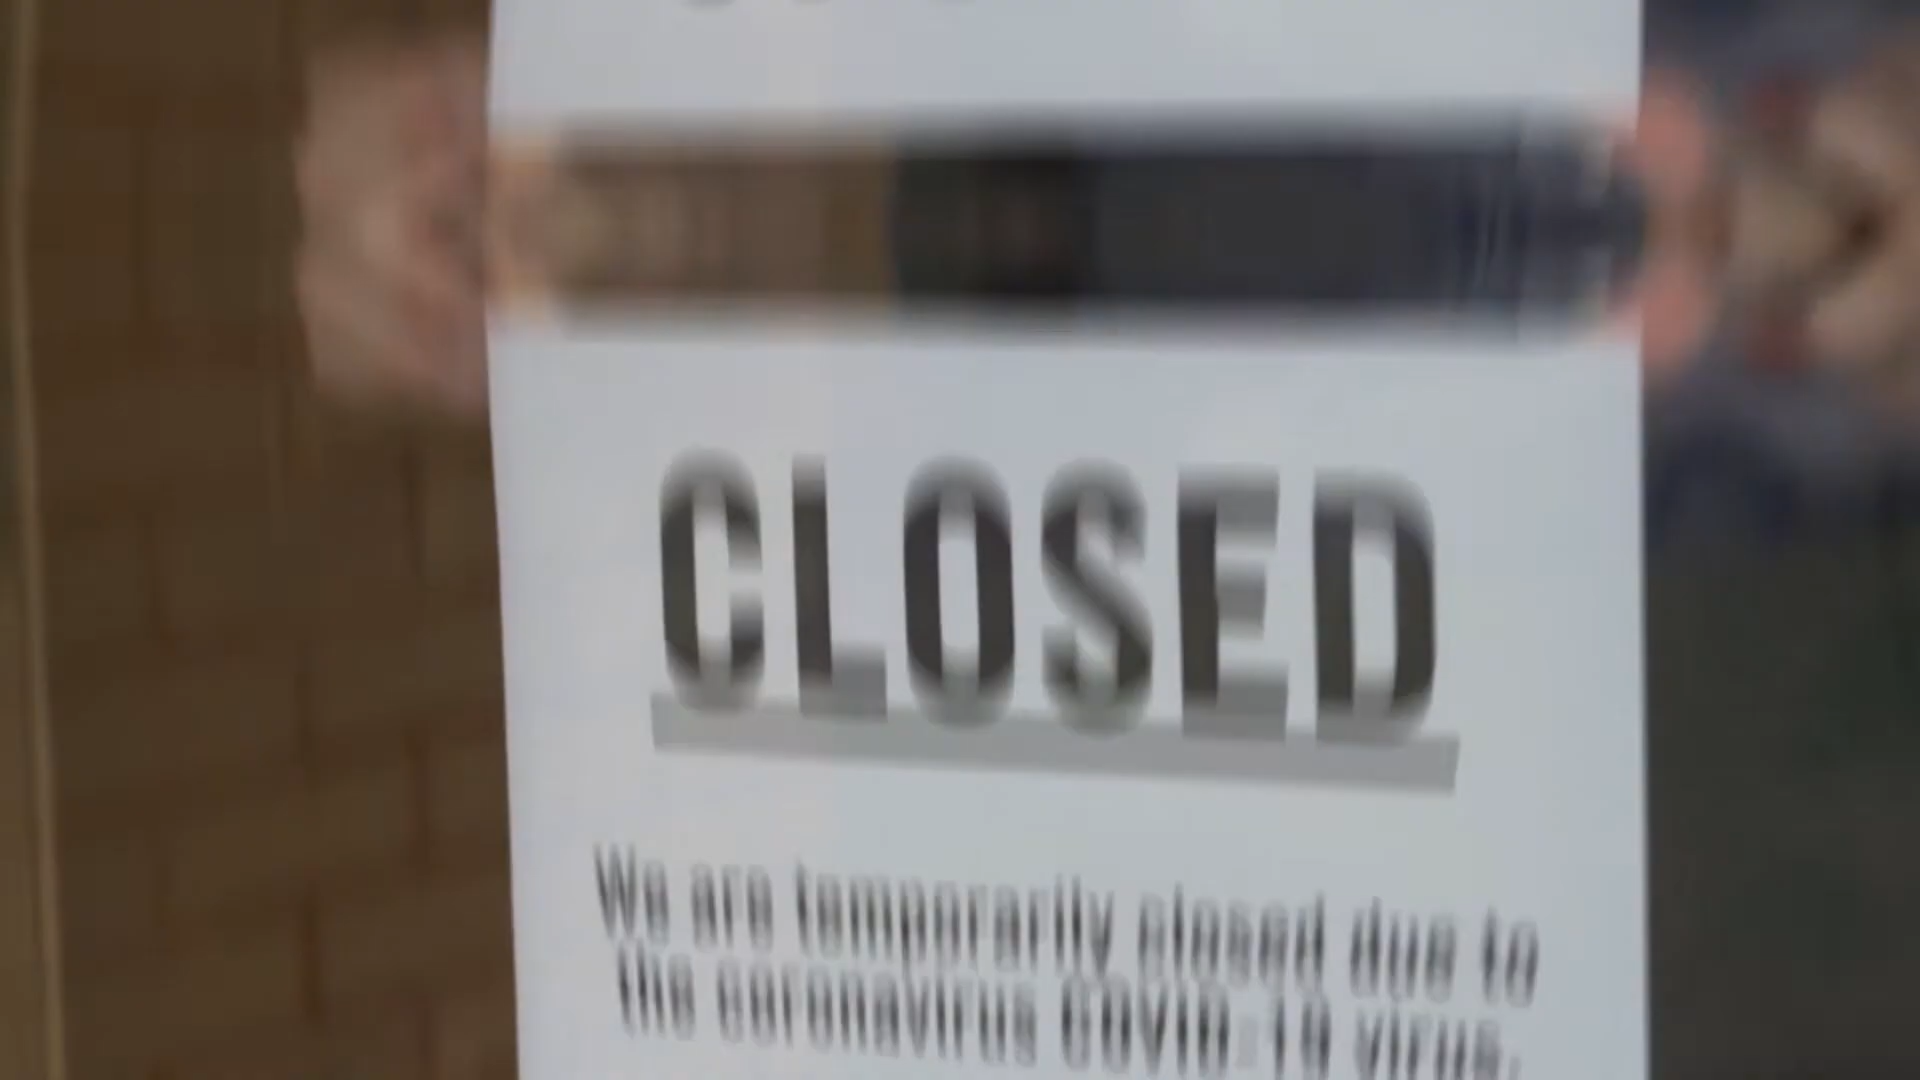 CLOSED
We are temporarily closed due to
the coronavirus COVID-19 virus.